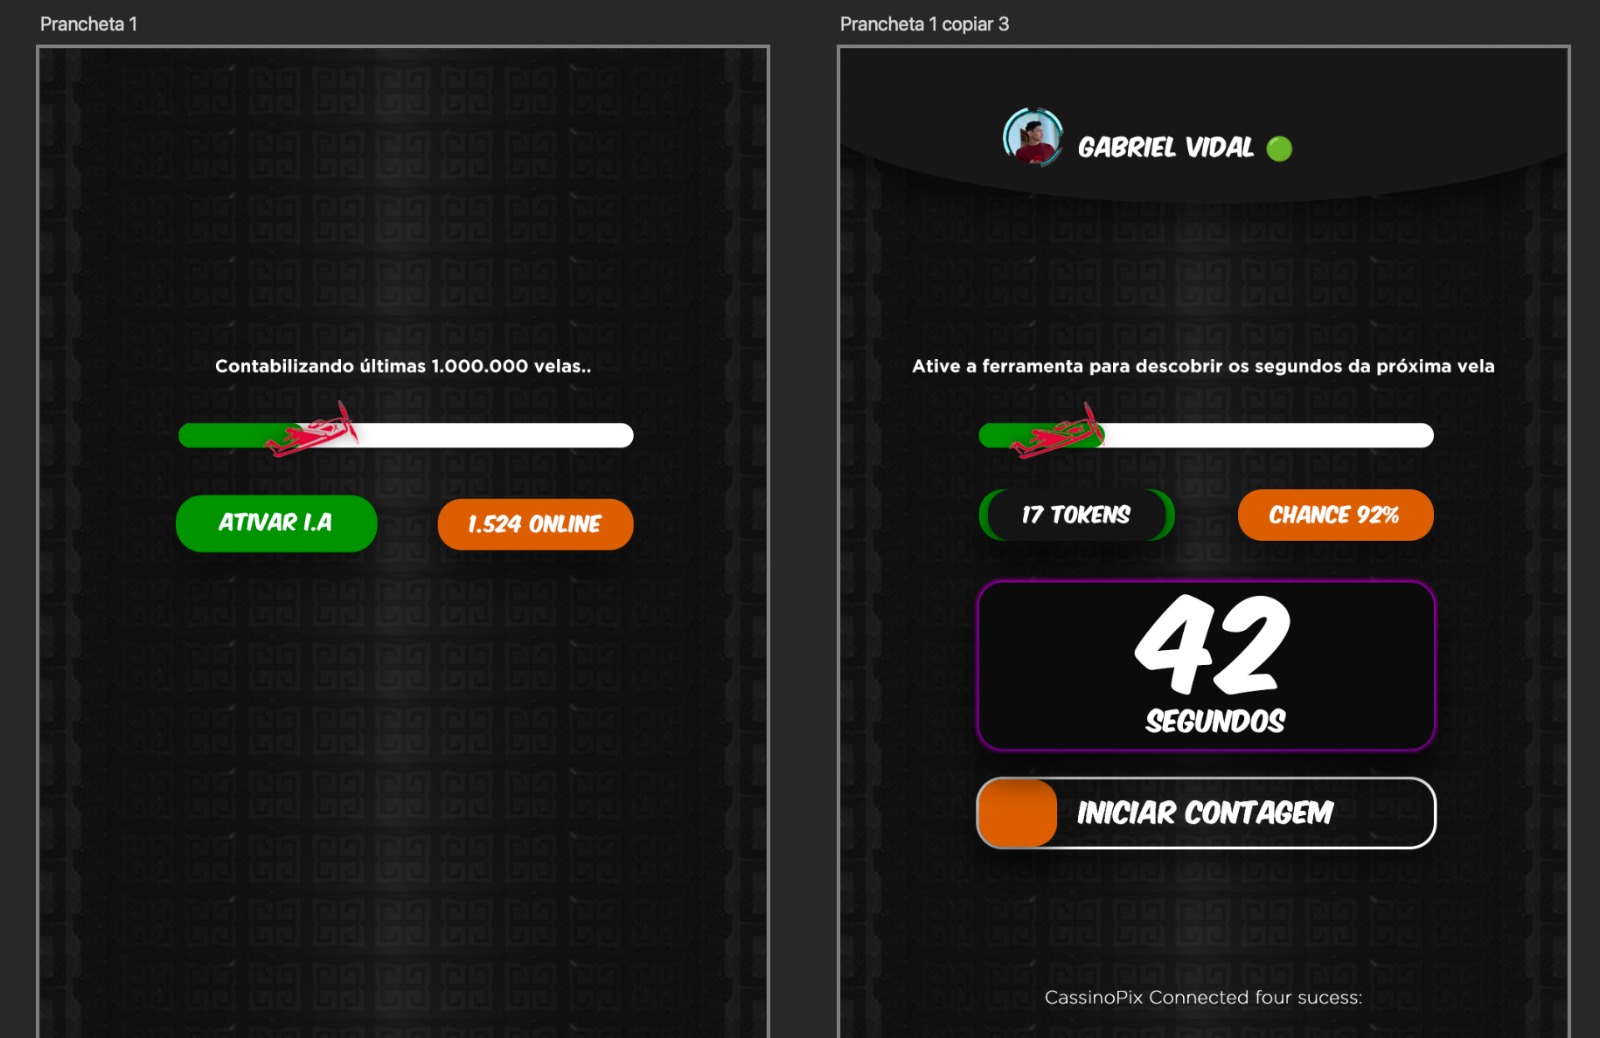 Prancheta 1
Contabilizando últimas 1.000.000 velas..
ATIVAR I.A
1.524 ONLINE
Prancheta 1 copiar 3
GABRIEL VIDAL
Ative a ferramenta para descobrir os segundos da próxima vela
17 TOKENS
CHANCE 92%
42
SEGUNDOS
INICIAR CONTAGEM
CassinoPix Connected four sucess: